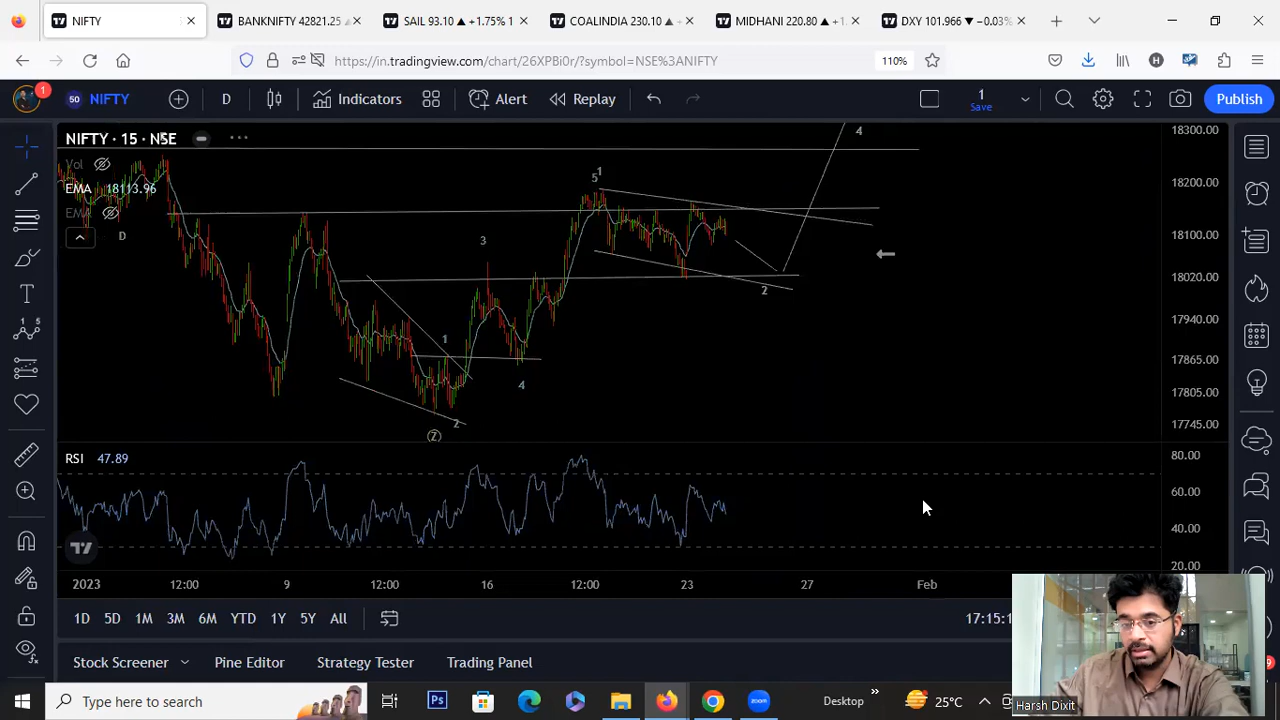 NIFTY
BANKNIFTY 42821.25
SAIL 93.10 ▲ +1.75% 1
COALINDIA 230.10 ▲
MIDHANI 220.80 ▲ +1
DXY 101.966 ▼ −0.03%
https://in.tradingview.com/chart/26XPBi0r/?symbol=NSE%3ANIFTY
110%
1
50 NIFTY
D
Indicators
Alert
Replay
1
Save
Publish
NIFTY · 15 · NSE
Vol
EMA 18113.96
EMA
D
1
5
3
1
4
2
Z
2
4
18300.00
18200.00
18100.00
18020.00
17940.00
17865.00
17805.00
17745.00
RSI 47.89
80.00
60.00
40.00
20.00
2023
12:00
9
12:00
16
12:00
23
27
Feb
1D
5D
1M
3M
6M
YTD
1Y
5Y
All
17:15:1
Stock Screener
Pine Editor
Strategy Tester
Trading Panel
Type here to search
Ps
Desktop
25°C
zoom
Harsh Dixit